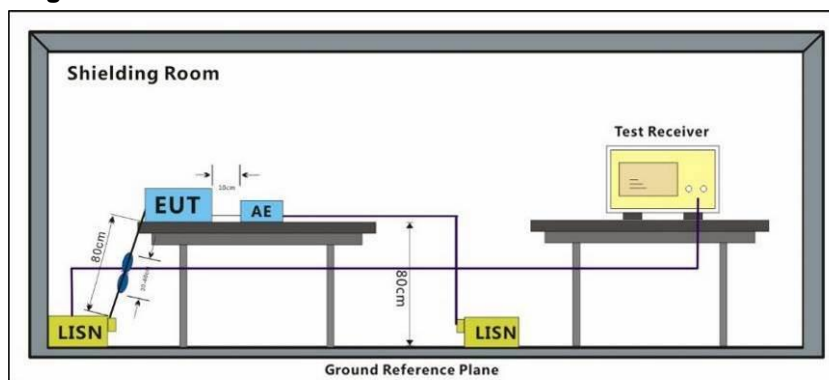 Shielding Room
Test Receiver
10cm
EUT
AE
80cm
80cm
LISN
LISN
Ground Reference Plane